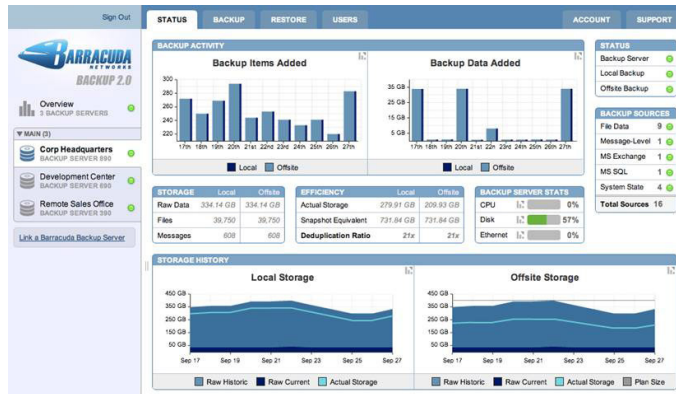 Sign Out
STATUS BACKUP RESTORE USERS ACCOUNT SUPPORT
BARRACUDA
NETWORKS
BACKUP 2.0
Overview
3 BACKUP SERVERS
MAIN (3)
Corp Headquarters
BACKUP SERVER 890
Development Center
BACKUP SERVER 690
Remote Sales Office
BACKUP SERVER 390
Link a Barracuda Backup Server
BACKUP ACTIVITY
Backup Items Added
300
280
260
240
220
17th 18th 19th 20th 21st 22nd 23rd 24th 25th 26th 27th
Local Offsite
Backup Data Added
35 GB
25 GB
15 GB
5 GB
17th 18th 19th 20th 21st 22nd 23rd 24th 25th 26th 27th
Local Offsite
STATUS
Backup Server
Local Backup
Offsite Backup
BACKUP SOURCES
File Data 9
Message-Level 1
MS Exchange 1
MS SQL 1
System State 4
Total Sources 16
STORAGE Local Offsite
Raw Data 334.14 GB 334.14 GB
Files 39,750 39,750
Messages 608 608
EFFICIENCY Local Offsite
Actual Storage 279.91 GB 209.93 GB
Snapshot Equivalent 731.84 GB 731.84 GB
Deduplication Ratio 21x 21x
BACKUP SERVER STATS
CPU 0%
Disk 57%
Ethernet 0%
STORAGE HISTORY
Local Storage
450 GB
350 GB
250 GB
150 GB
50 GB
Sep 17 Sep 19 Sep 21 Sep 23 Sep 25 Sep 27
Raw Historic Raw Current Actual Storage
Offsite Storage
450 GB
350 GB
250 GB
150 GB
50 GB
Sep 17 Sep 19 Sep 21 Sep 23 Sep 25 Sep 27
Raw Historic Raw Current Actual Storage Plan Size